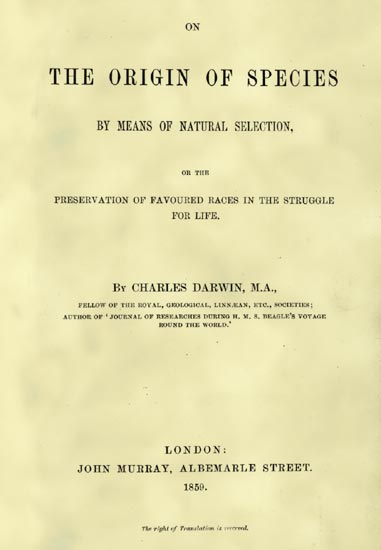 ON
THE ORIGIN OF SPECIES
BY MEANS OF NATURAL SELECTION,
OR THE
PRESERVATION OF FAVOURED RACES IN THE STRUGGLE
FOR LIFE.
BY CHARLES DARWIN, M.A.,
FELLOW OF THE ROYAL, GEOLOGICAL, LINNÆAN, ETC., SOCIETIES;
AUTHOR OF 'JOURNAL OF RESEARCHES DURING H. M. S. BEAGLE'S VOYAGE
ROUND THE WORLD.'
LONDON:
JOHN MURRAY, ALBEMARLE STREET.
1859.
The right of Translation is reserved.